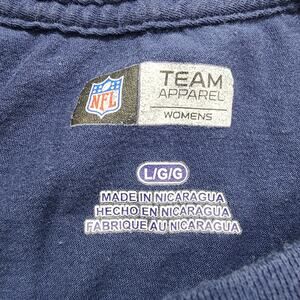 NFL
TEAM
APPAREL
WOMENS
L/G/G
MADE IN NICARAGUA
HECHO EN NICARAGUA
FABRIQUE AU NICARAGUA